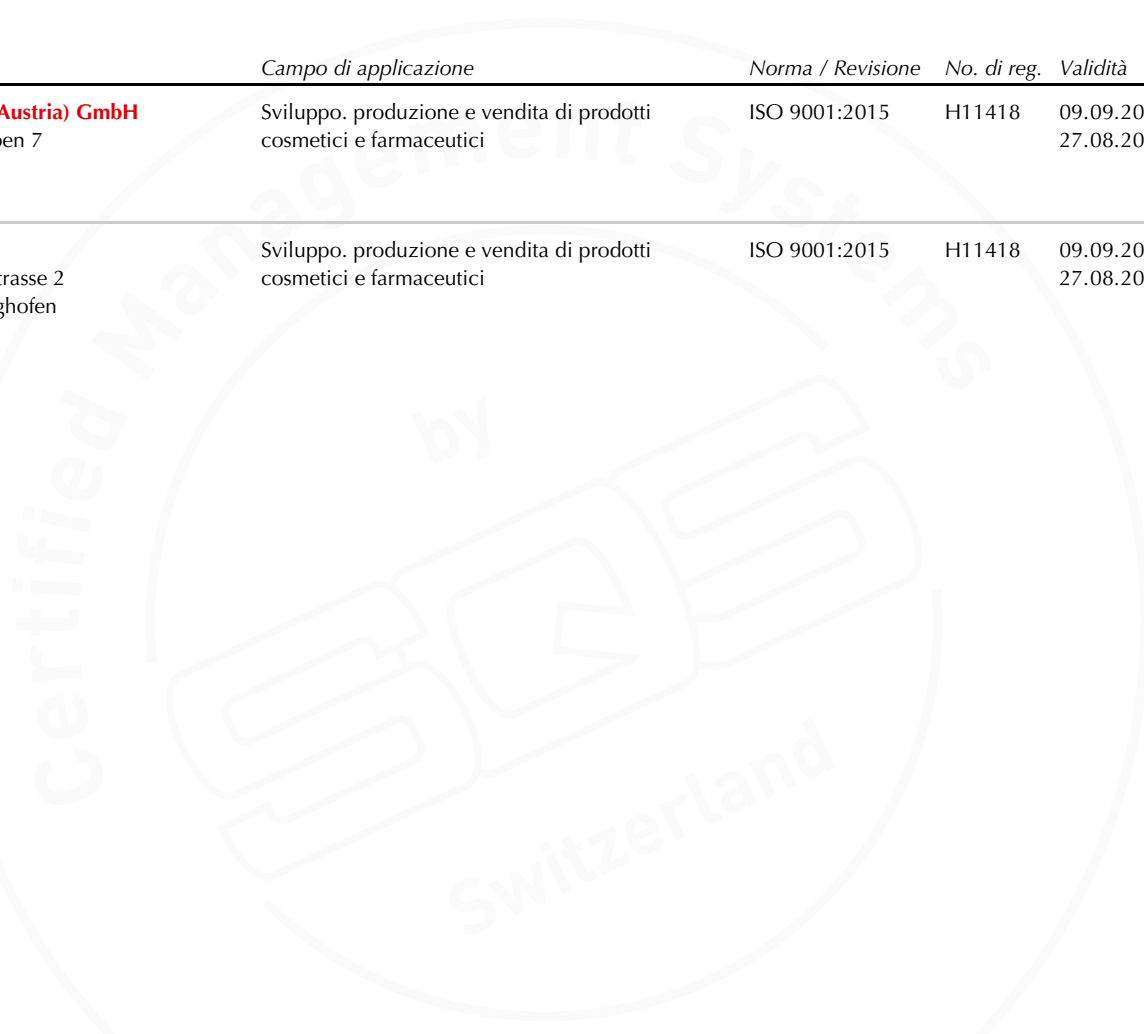 Campo di applicazione Norma / Revisione No. di reg. Validità
Austria) GmbH Sviluppo. produzione e vendita di prodotti ISO 9001:2015 H11418 09.09.20
en 7 cosmetici e farmaceutici 27.08.20
Sviluppo. produzione e vendita di prodotti ISO 9001:2015 H11418 09.09.20
trasse 2 cosmetici e farmaceutici 27.08.20
ghofen
Certified Management Systems
by
SQS
Switzerland